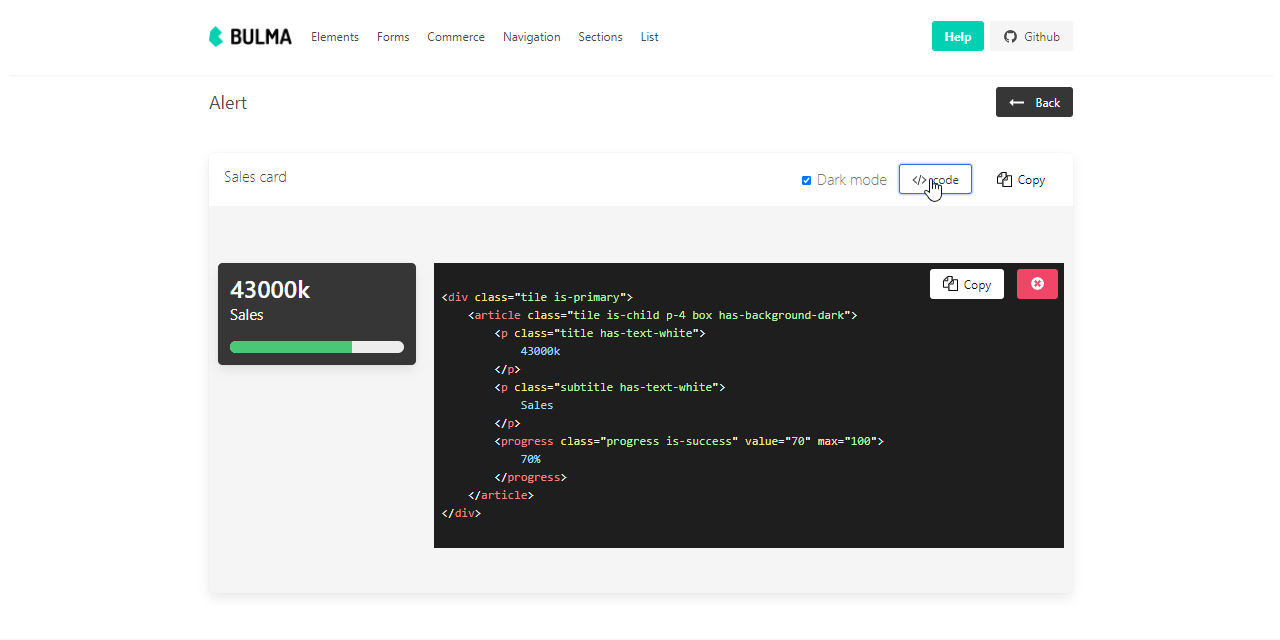 BULMA Elements Forms Commerce Navigation Sections List Help Github
Alert Back
Sales card Dark mode </> code Copy
43000k
Sales
Copy
<div class="tile is-primary">
<article class="tile is-child p-4 box has-background-dark">
<p class="title has-text-white">
43000k
</p>
<p class="subtitle has-text-white">
Sales
</p>
<progress class="progress is-success" value="70" max="100">
70%
</progress>
</article>
</div>